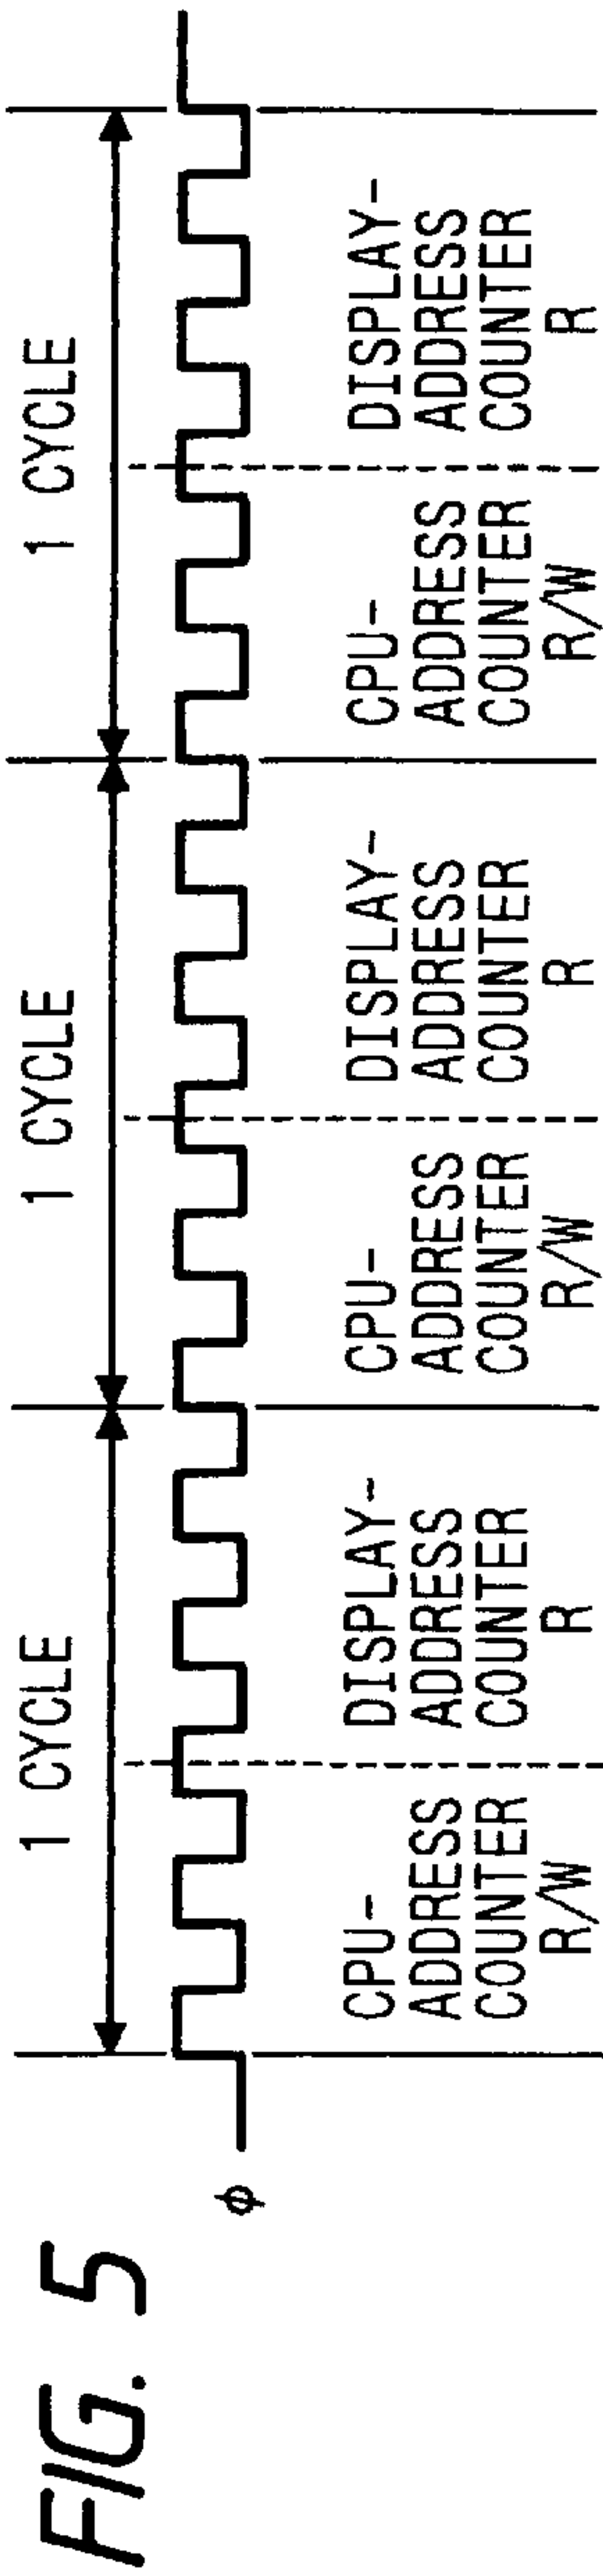 FIG. 5
1 CYCLE
1 CYCLE
1 CYCLE
ϕ
CPU-
ADDRESS
COUNTER
R/W
DISPLAY-
ADDRESS
COUNTER
R
CPU-
ADDRESS
COUNTER
R/W
DISPLAY-
ADDRESS
COUNTER
R
CPU-
ADDRESS
COUNTER
R/W
DISPLAY-
ADDRESS
COUNTER
R